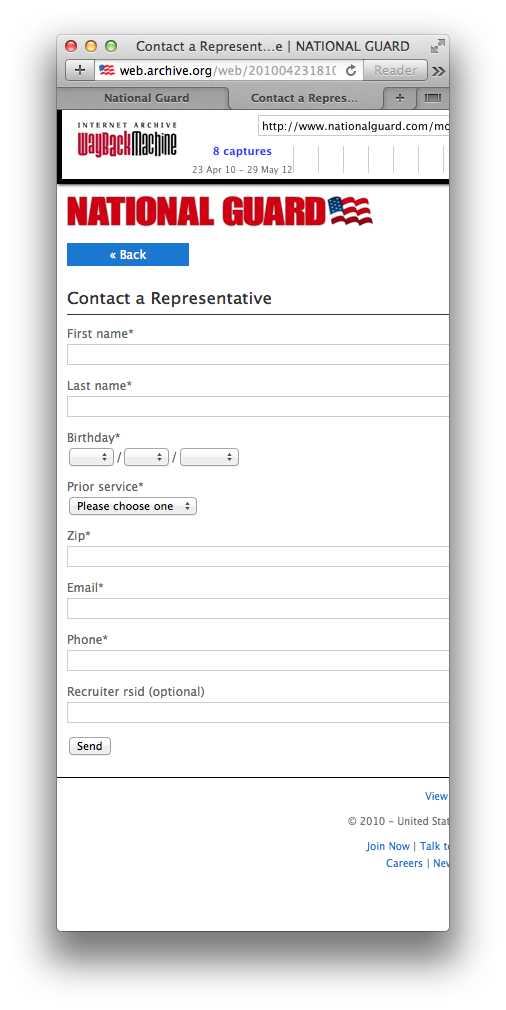 Contact a Represent...e | NATIONAL GUARD
web.archive.org/web/201004231810
Reader
National Guard
Contact a Repres...
INTERNET ARCHIVE
WayBackMachine
http://www.nationalguard.com/mo
8 captures
23 Apr 10 - 29 May 12
NATIONAL GUARD
« Back
Contact a Representative
First name*
Last name*
Birthday*
/ /
Prior service*
Please choose one
Zip*
Email*
Phone*
Recruiter rsid (optional)
Send
View
© 2010 - United Stat
Join Now | Talk to
Careers | New